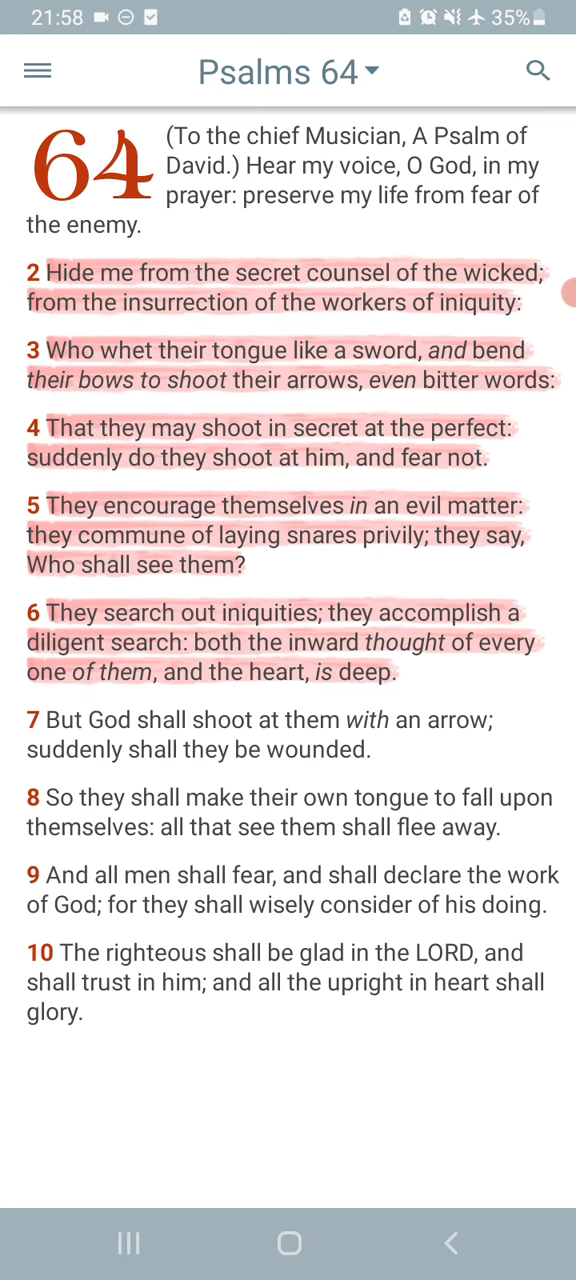 21:58
35%
Psalms 64
64 (To the chief Musician, A Psalm of
David.) Hear my voice, O God, in my
prayer: preserve my life from fear of
the enemy.
2 Hide me from the secret counsel of the wicked;
from the insurrection of the workers of iniquity:
3 Who whet their tongue like a sword, and bend
their bows to shoot their arrows, even bitter words:
4 That they may shoot in secret at the perfect:
suddenly do they shoot at him, and fear not.
5 They encourage themselves in an evil matter:
they commune of laying snares privily; they say,
Who shall see them?
6 They search out iniquities; they accomplish a
diligent search: both the inward thought of every
one of them, and the heart, is deep.
7 But God shall shoot at them with an arrow;
suddenly shall they be wounded.
8 So they shall make their own tongue to fall upon
themselves: all that see them shall flee away.
9 And all men shall fear, and shall declare the work
of God; for they shall wisely consider of his doing.
10 The righteous shall be glad in the LORD, and
shall trust in him; and all the upright in heart shall
glory.